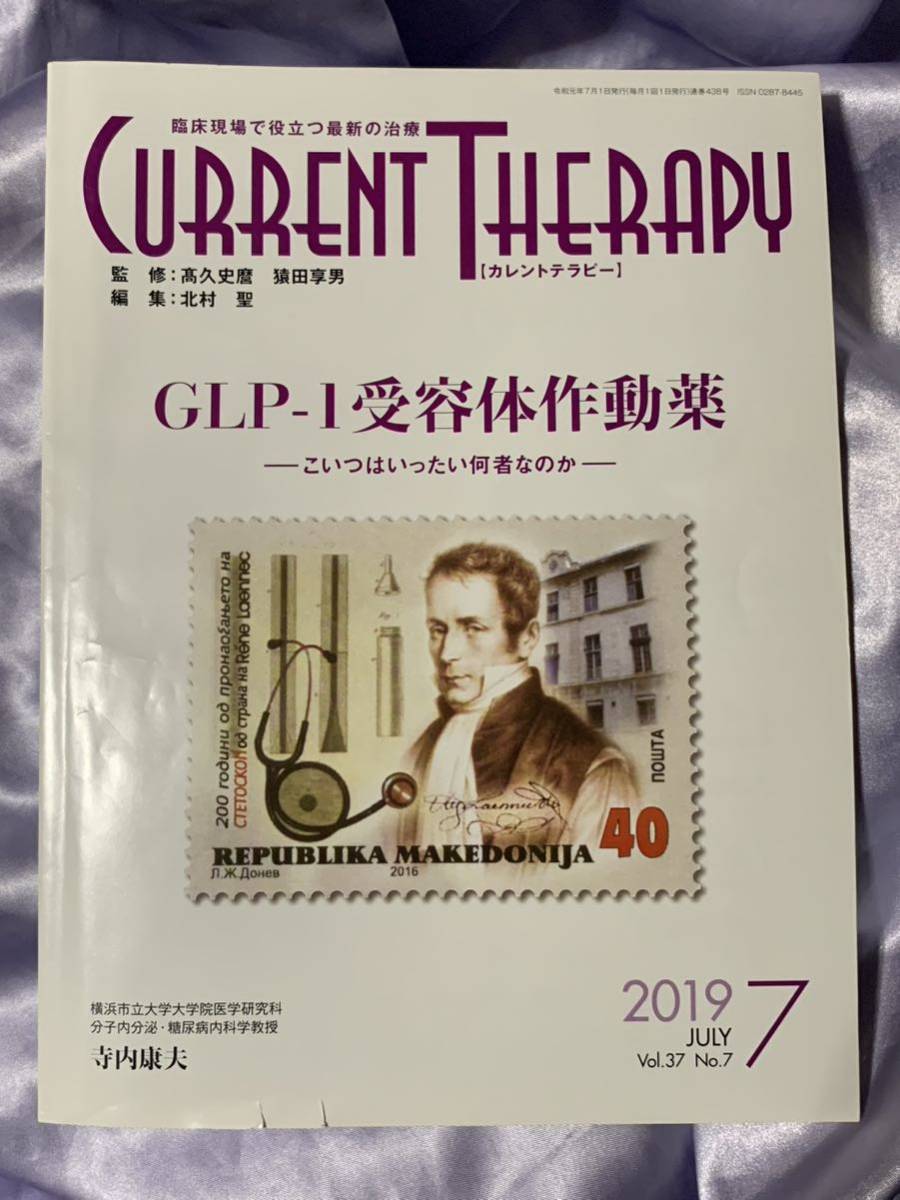 令和元年7月1日発行(毎月1回1日発行)通巻438号 ISSN 0287-8445
臨床現場で役立つ最新の治療
CURRENT THERAPY
【カレントテラピー】
監 修:髙久史麿 猿田享男
編 集:北村 聖
GLP-1受容体作動薬
―こいつはいったい何者なのか―
200 години од пронаоѓањето на
СТЕТОСКОП од страна на Réne Laennec
ПОШТА
40
REPUBLIKA MAKEDONIJA
Л.Ж Донев
2016
横浜市立大学大学院医学研究科
分子内分泌・糖尿病内科学教授
寺内康夫
2019
JULY
Vol.37 No.7
7